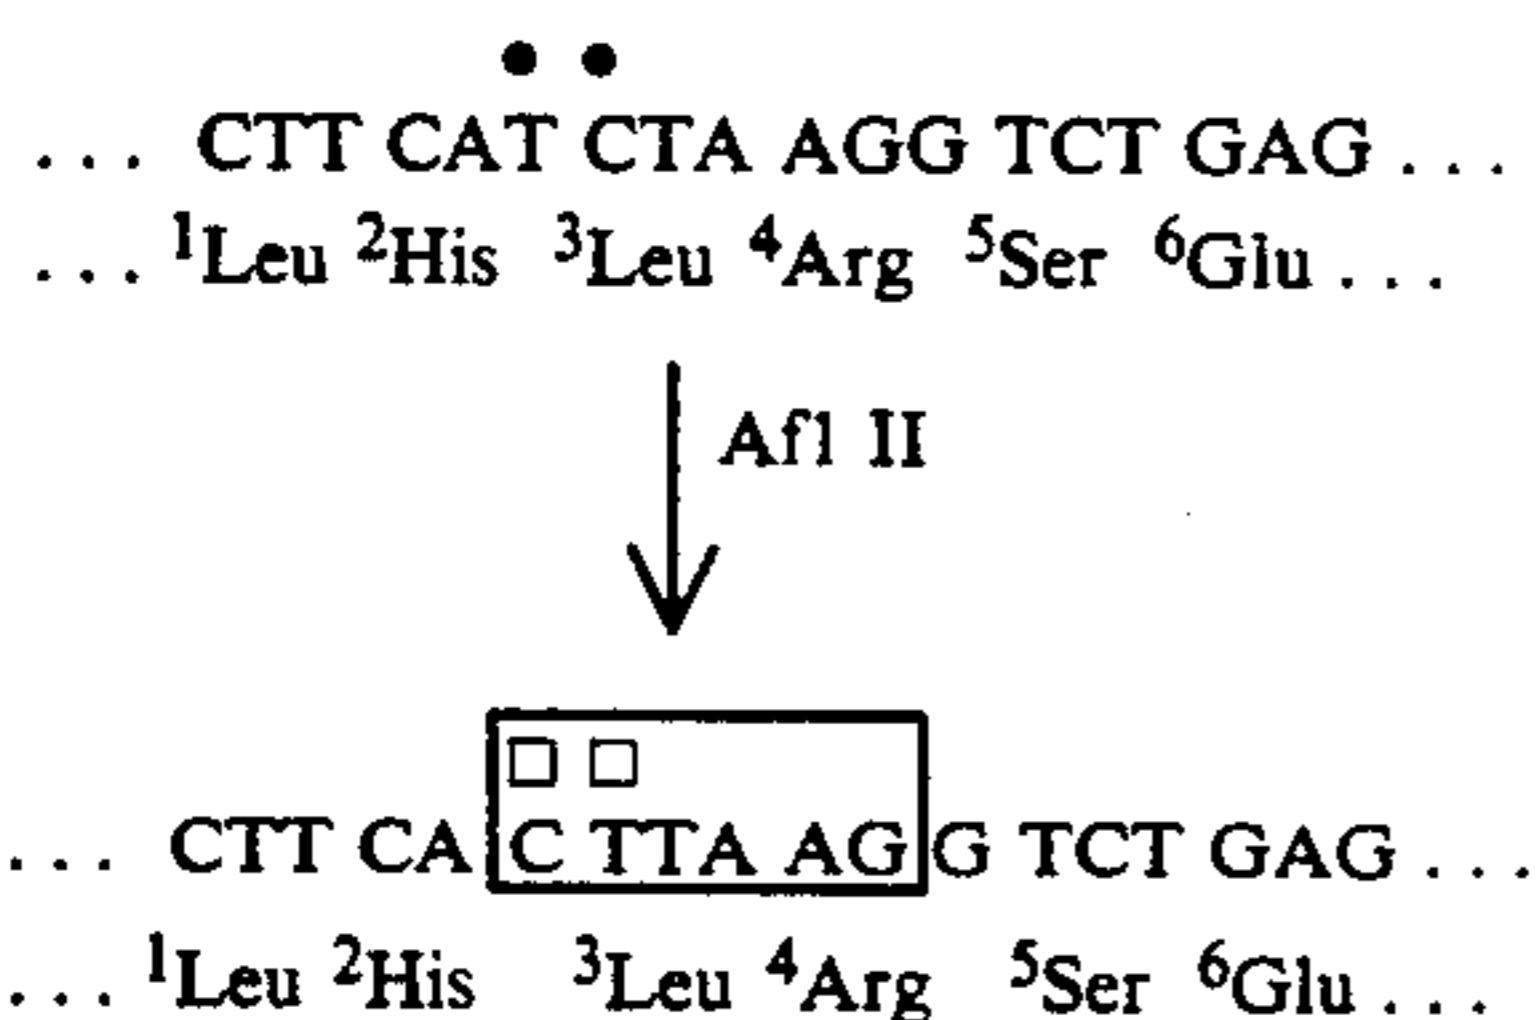 ... CTT CAT CTA AGG TCT GAG ...
... ¹Leu ²His ³Leu ⁴Arg ⁵Ser ⁶Glu ...
Afl II
... CTT CA C TTA AG G TCT GAG ...
... ¹Leu ²His ³Leu ⁴Arg ⁵Ser ⁶Glu ...